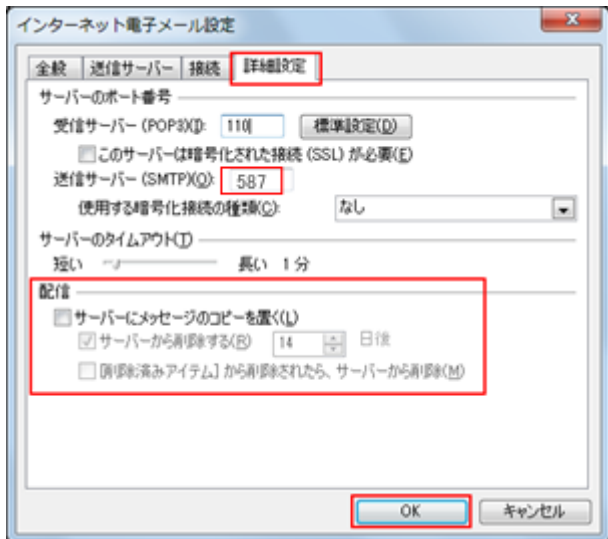 インターネット電子メール設定
全般 送信サーバー 接続 詳細設定
サーバーのポート番号
受信サーバー (POP3)(I): 110 標準設定(D)
このサーバーは暗号化された接続 (SSL) が必要(E)
送信サーバー (SMTP)(O): 587
使用する暗号化接続の種類(C): なし
サーバーのタイムアウト(T)
短い 長い 1 分
配信
サーバーにメッセージのコピーを置く(L)
サーバーから削除する(R) 14 日後
[削除済みアイテム] から削除されたら、サーバーから削除(M)
OK キャンセル